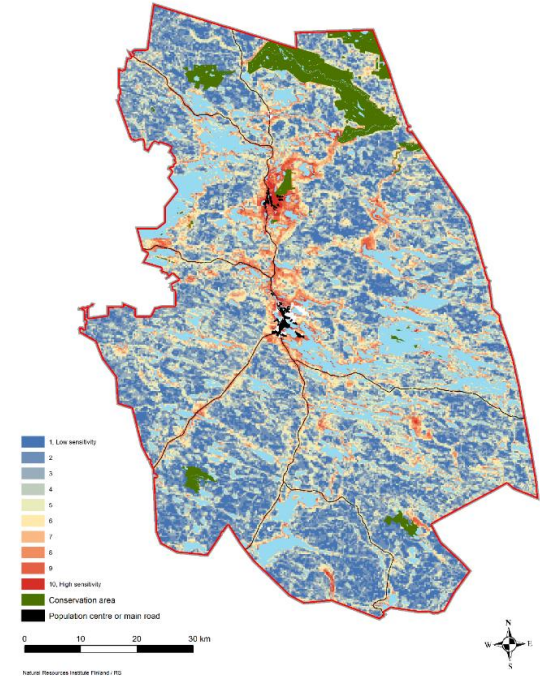 1, Low sensitivity
2
3
4
5
6
7
8
9
10, High sensitivity
Conservation area
Population centre or main road
0 10 20 30 km
N
W E
S
Natural Resources Institute Finland / RS